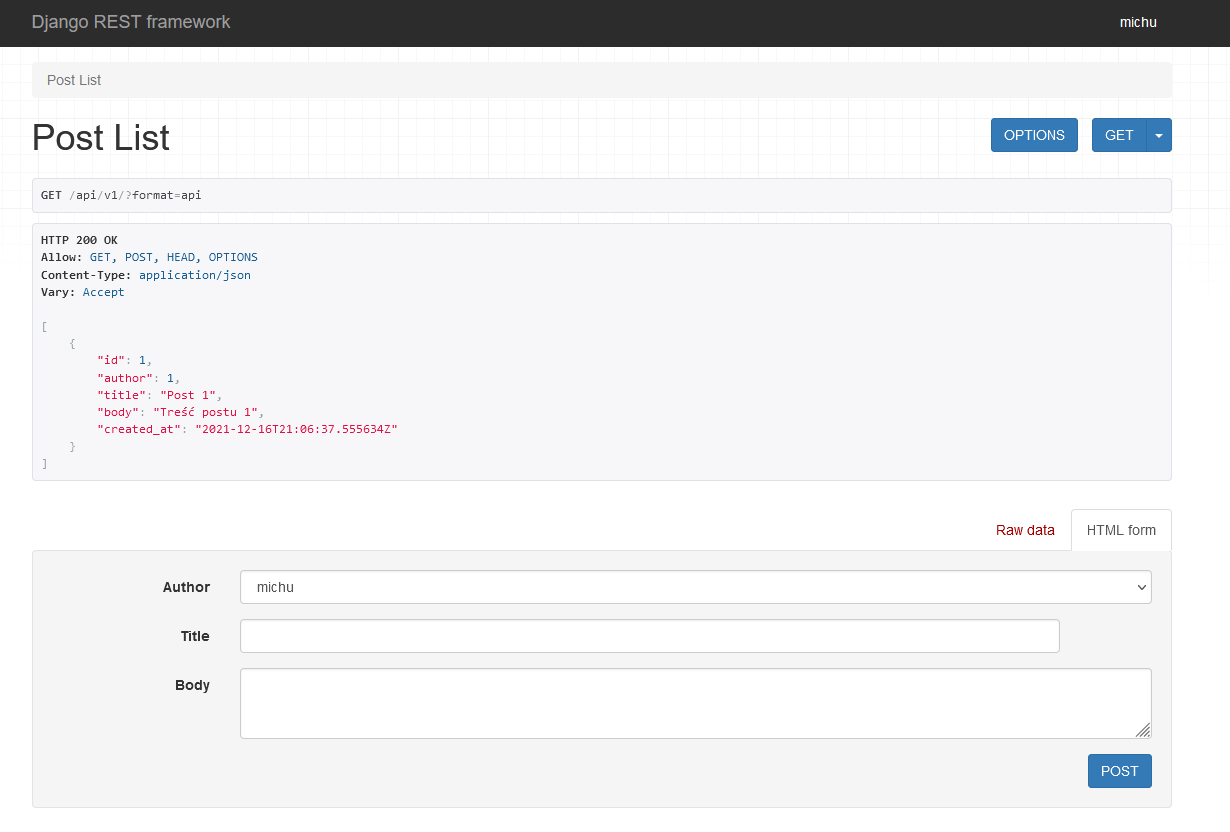 Django REST framework
michu
Post List
Post List
OPTIONS
GET
GET /api/v1/?format=api
HTTP 200 OK
Allow: GET, POST, HEAD, OPTIONS
Content-Type: application/json
Vary: Accept
[
{
"id": 1,
"author": 1,
"title": "Post 1",
"body": "Treść postu 1",
"created_at": "2021-12-16T21:06:37.555634Z"
}
]
Raw data
HTML form
Author
michu
Title
Body
POST